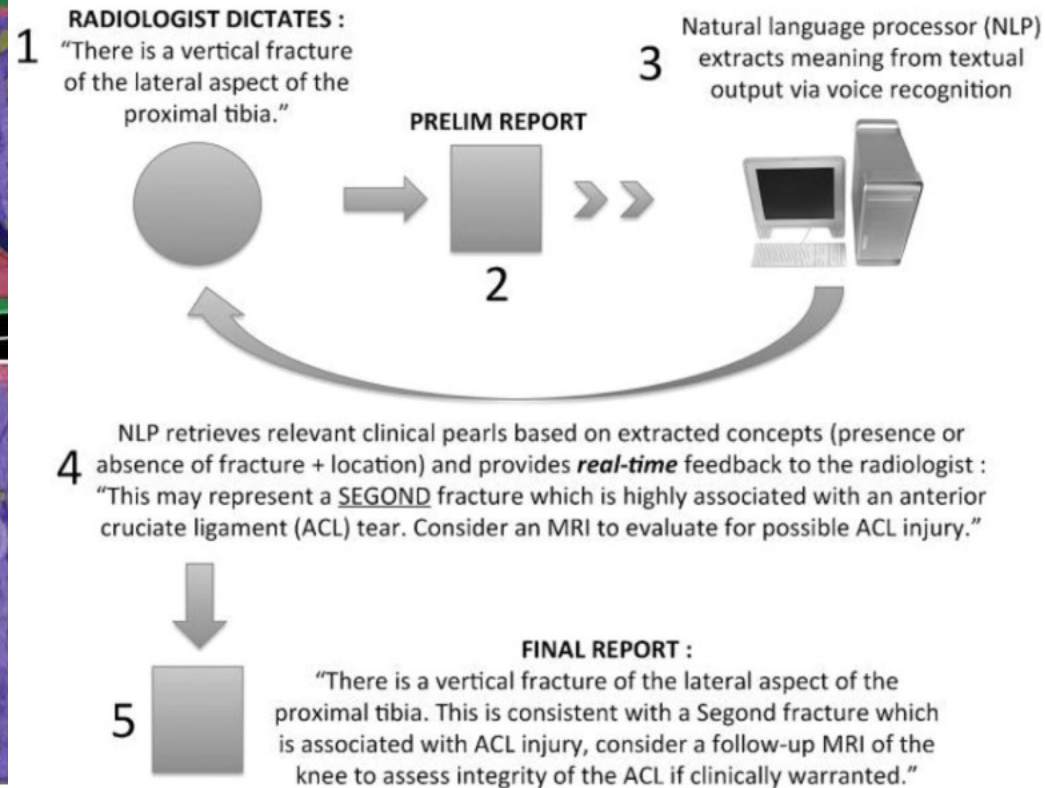 RADIOLOGIST DICTATES :
1
“There is a vertical fracture
of the lateral aspect of the
proximal tibia.”
PRELIM REPORT
2
Natural language processor (NLP)
3
extracts meaning from textual
output via voice recognition
NLP retrieves relevant clinical pearls based on extracted concepts (presence or
4
absence of fracture + location) and provides real-time feedback to the radiologist :
“This may represent a SEGOND fracture which is highly associated with an anterior
cruciate ligament (ACL) tear. Consider an MRI to evaluate for possible ACL injury.”
5
FINAL REPORT :
“There is a vertical fracture of the lateral aspect of the
proximal tibia. This is consistent with a Segond fracture which
is associated with ACL injury, consider a follow-up MRI of the
knee to assess integrity of the ACL if clinically warranted.”